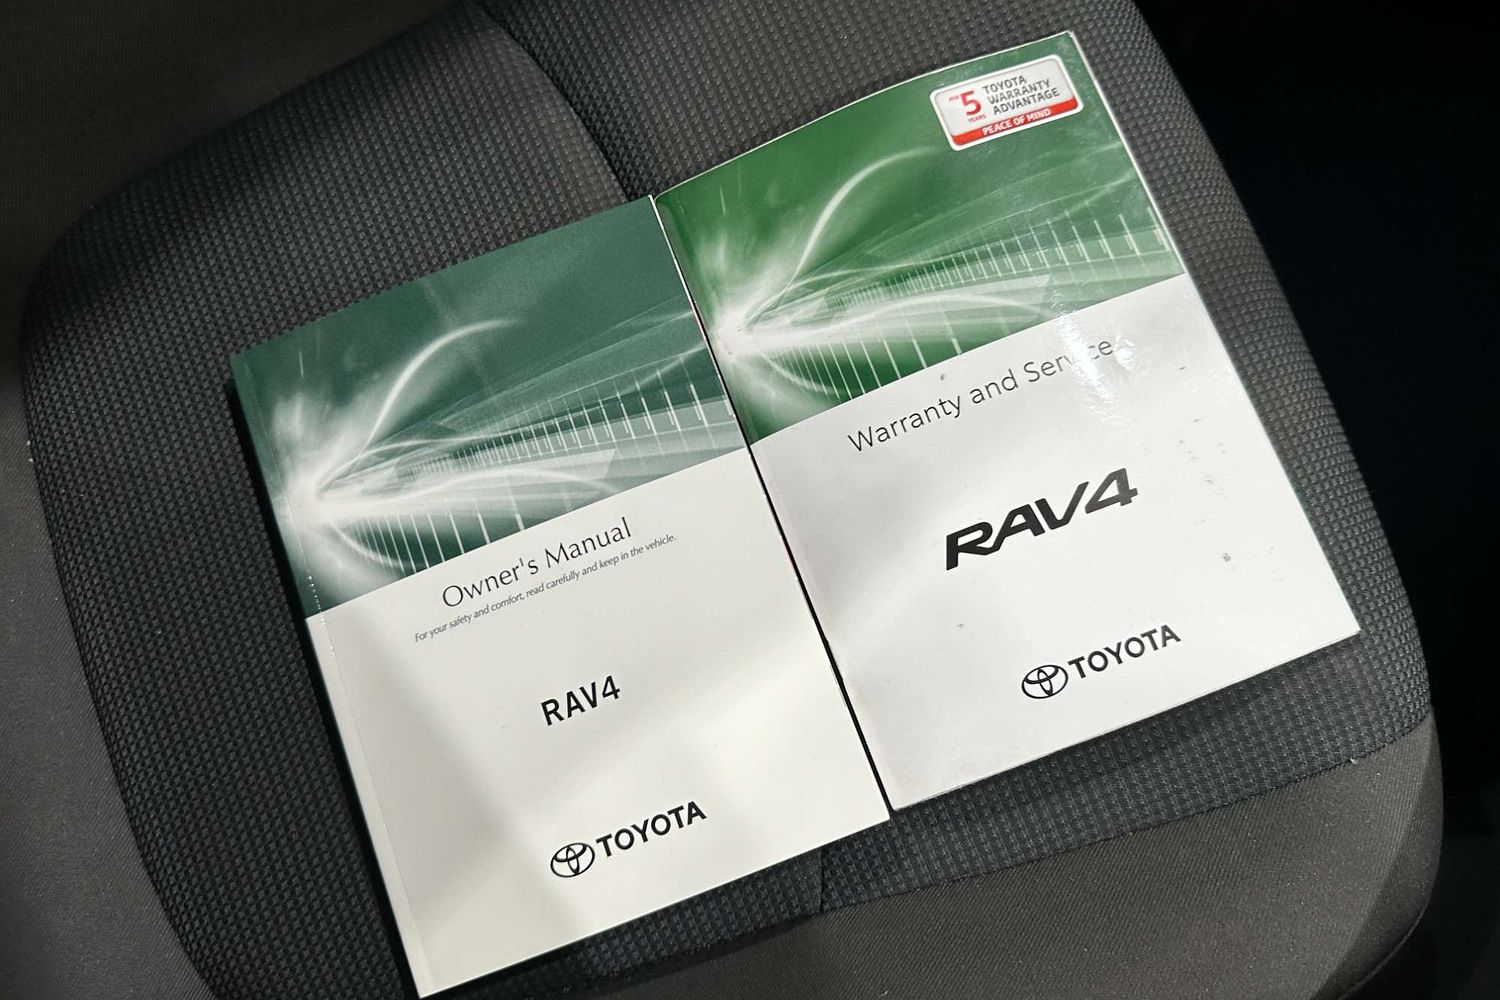 Owner's Manual
For your safety and comfort, read carefully and keep in the vehicle.
RAV4
TOYOTA
5
YEARS
TOYOTA
WARRANTY
ADVANTAGE
PEACE OF MIND
Warranty and Service
RAV4
TOYOTA